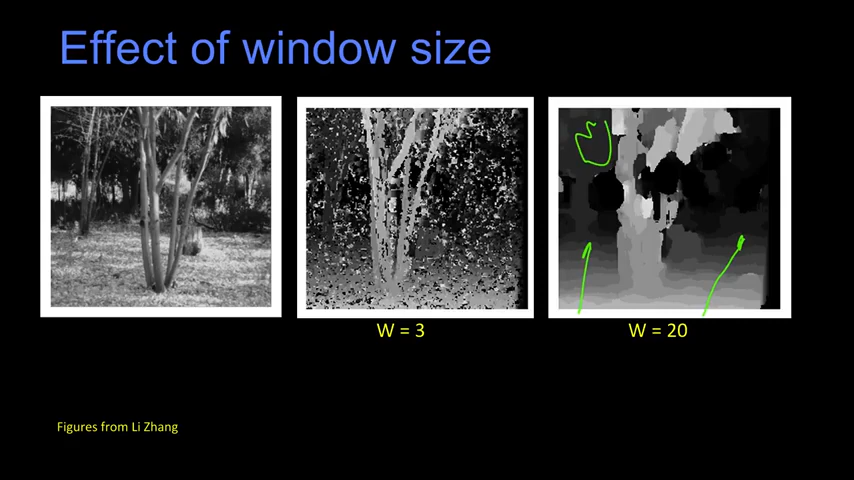 Effect of window size
W = 3
W = 20
Figures from Li Zhang